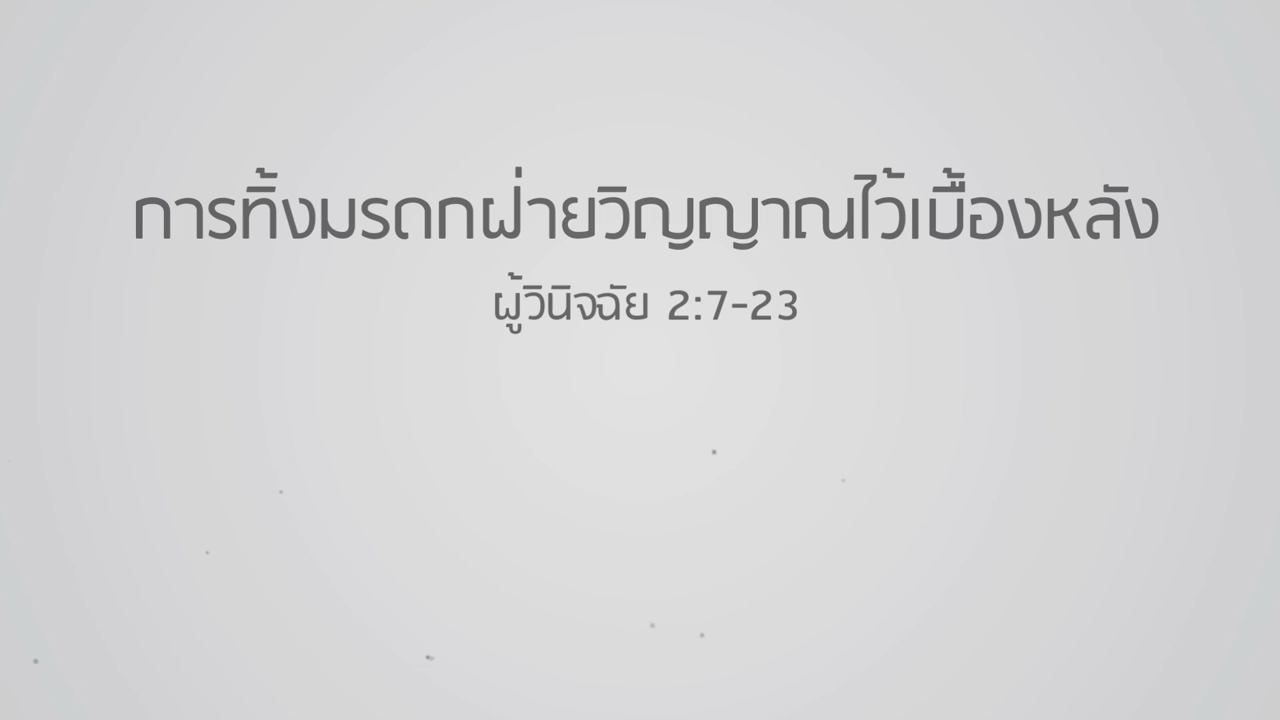 การทิ้งมรดกฝ่ายวิญญาณไว้เบื้องหลัง
ผู้วินิจฉัย 2:7-23